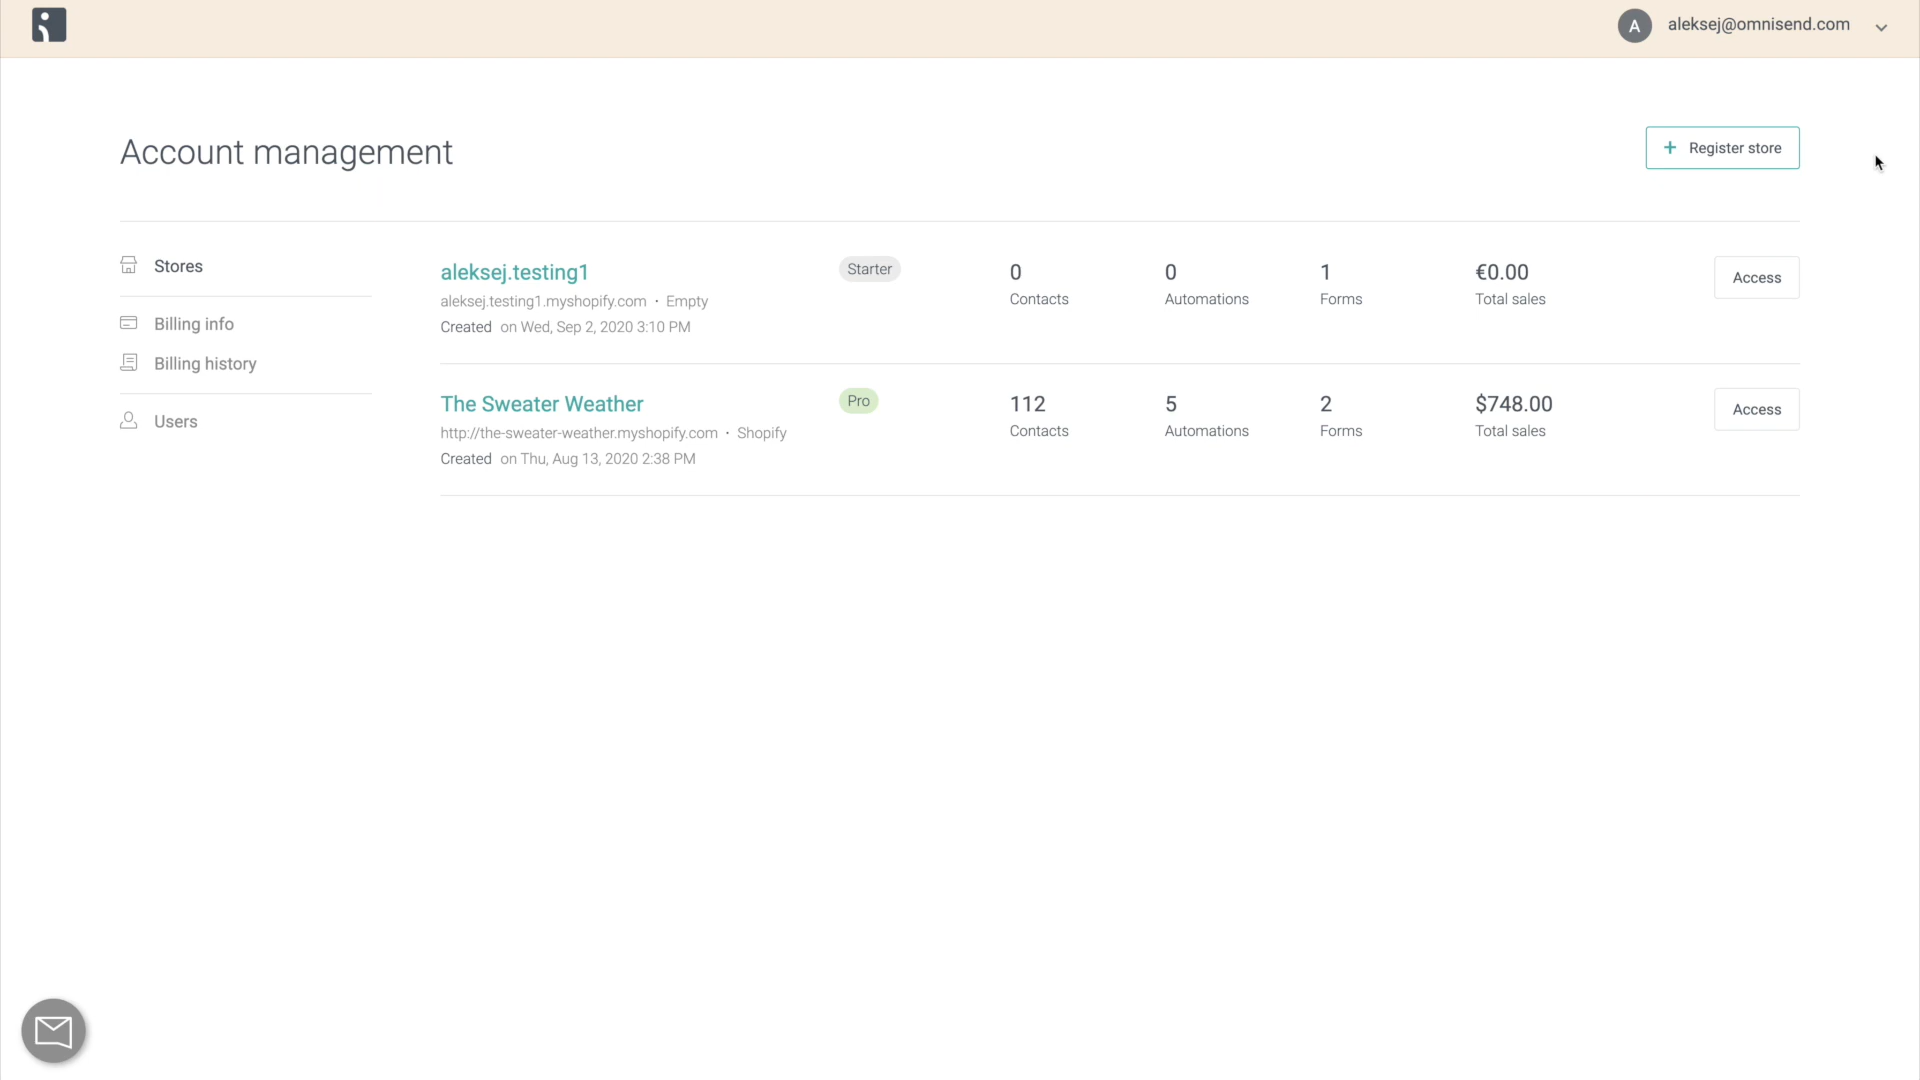 A aleksej@omnisend.com
Account management
+ Register store
Stores
Billing info
Billing history
Users
aleksej.testing1
aleksej.testing1.myshopify.com · Empty
Created on Wed, Sep 2, 2020 3:10 PM
Starter
0
Contacts
0
Automations
1
Forms
€0.00
Total sales
Access
The Sweater Weather
http://the-sweater-weather.myshopify.com · Shopify
Created on Thu, Aug 13, 2020 2:38 PM
Pro
112
Contacts
5
Automations
2
Forms
$748.00
Total sales
Access